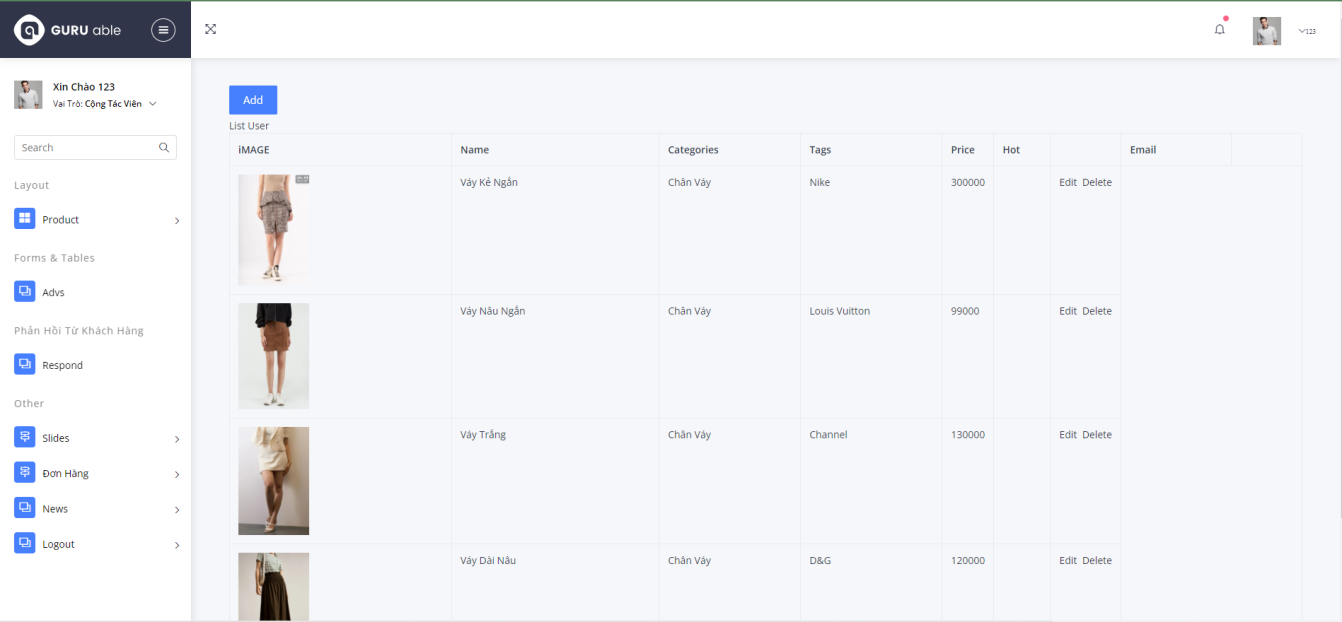 GURU able
123
Xin Chào 123
Vai Trò: Cộng Tác Viên
Search
Layout
Product
Forms & Tables
Advs
Phản Hồi Từ Khách Hàng
Respond
Other
Slides
Đơn Hàng
News
Logout
Add
List User
iMAGE Name Categories Tags Price Hot Email
Váy Kẻ Ngắn Chân Váy Nike 300000 Edit Delete
Váy Nâu Ngắn Chân Váy Louis Vuitton 99000 Edit Delete
Váy Trắng Chân Váy Channel 130000 Edit Delete
Váy Dài Nâu Chân Váy D&G 120000 Edit Delete